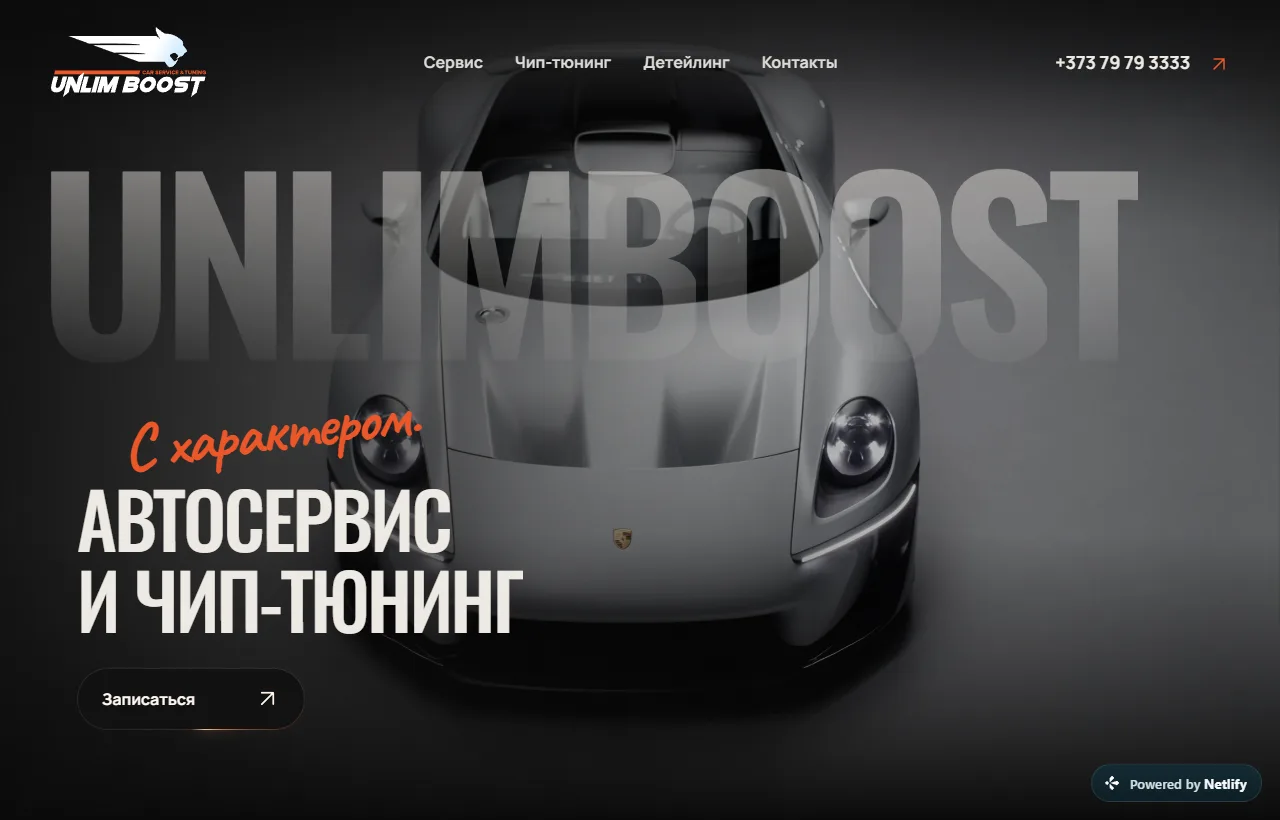 CAR SERVICE & TUNING
UNLIM BOOST
Сервис
Чип-тюнинг
Детейлинг
Контакты
+373 79 79 3333
UNLIMBOOST
С характером.
АВТОСЕРВИС
И ЧИП-ТЮНИНГ
Записаться
Powered by Netlify